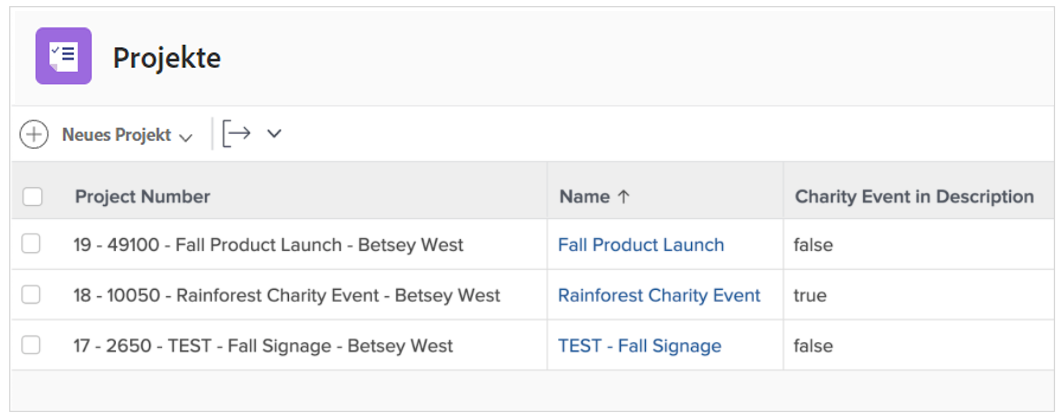 Projekte
Neues Projekt
Project Number Name ↑ Charity Event in Description
19 - 49100 - Fall Product Launch - Betsey West Fall Product Launch false
18 - 10050 - Rainforest Charity Event - Betsey West Rainforest Charity Event true
17 - 2650 - TEST - Fall Signage - Betsey West TEST - Fall Signage false